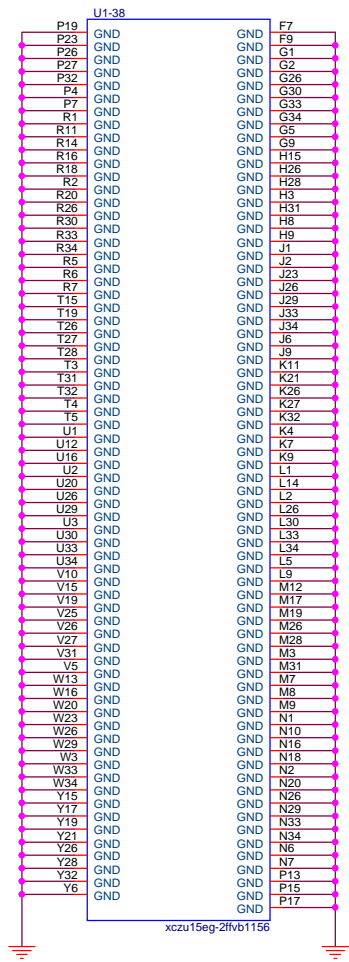 U1-38
P19 GND GND F7
P23 GND GND F9
P26 GND GND G1
P27 GND GND G2
P32 GND GND G26
P4 GND GND G30
P7 GND GND G33
R1 GND GND G34
R11 GND GND G5
R14 GND GND G9
R16 GND GND H15
R18 GND GND H26
R2 GND GND H28
R20 GND GND H3
R26 GND GND H31
R30 GND GND H8
R33 GND GND H9
R34 GND GND J1
R5 GND GND J2
R6 GND GND J23
R7 GND GND J26
T15 GND GND J29
T19 GND GND J33
T26 GND GND J34
T27 GND GND J6
T28 GND GND J9
T3 GND GND K11
T31 GND GND K21
T32 GND GND K26
T4 GND GND K27
T5 GND GND K32
U1 GND GND K4
U12 GND GND K7
U16 GND GND K9
U2 GND GND L1
U20 GND GND L14
U26 GND GND L2
U29 GND GND L26
U3 GND GND L30
U30 GND GND L33
U33 GND GND L34
U34 GND GND L5
V10 GND GND L9
V15 GND GND M12
V19 GND GND M17
V25 GND GND M19
V26 GND GND M26
V27 GND GND M28
V31 GND GND M3
V5 GND GND M31
W13 GND GND M7
W16 GND GND M8
W20 GND GND M9
W23 GND GND N1
W26 GND GND N10
W29 GND GND N16
W3 GND GND N18
W33 GND GND N2
W34 GND GND N20
Y15 GND GND N26
Y17 GND GND N29
Y19 GND GND N33
Y21 GND GND N34
Y26 GND GND N6
Y28 GND GND N7
Y32 GND GND P13
Y6 GND GND P15
GND P17
xczu15eg-2ffvb1156